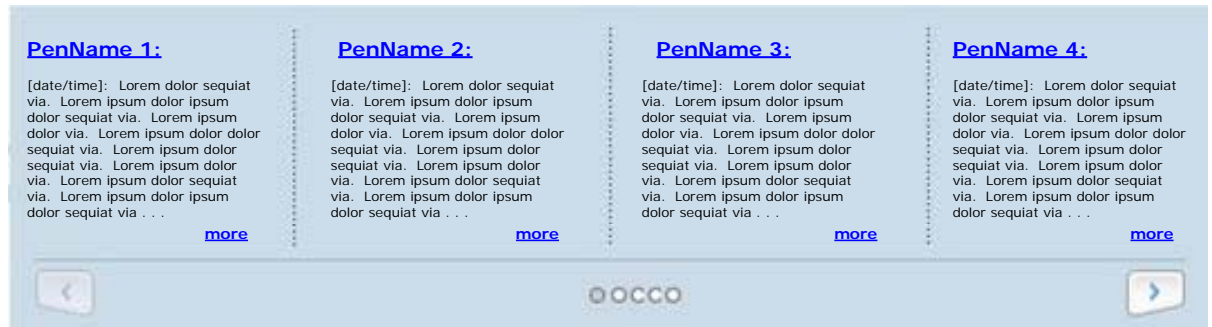 PenName 1:
[date/time]:  Lorem dolor sequiat
via.  Lorem ipsum dolor ipsum
dolor sequiat via.  Lorem ipsum
dolor via.  Lorem ipsum dolor dolor
sequiat via.  Lorem ipsum dolor
sequiat via.  Lorem ipsum dolor
via.  Lorem ipsum dolor sequiat
via.  Lorem ipsum dolor ipsum
dolor sequiat via . . .
more
PenName 2:
[date/time]:  Lorem dolor sequiat
via.  Lorem ipsum dolor ipsum
dolor sequiat via.  Lorem ipsum
dolor via.  Lorem ipsum dolor dolor
sequiat via.  Lorem ipsum dolor
sequiat via.  Lorem ipsum dolor
via.  Lorem ipsum dolor sequiat
via.  Lorem ipsum dolor ipsum
dolor sequiat via . . .
more
PenName 3:
[date/time]:  Lorem dolor sequiat
via.  Lorem ipsum dolor ipsum
dolor sequiat via.  Lorem ipsum
dolor via.  Lorem ipsum dolor dolor
sequiat via.  Lorem ipsum dolor
sequiat via.  Lorem ipsum dolor
via.  Lorem ipsum dolor sequiat
via.  Lorem ipsum dolor ipsum
dolor sequiat via . . .
more
PenName 4:
[date/time]:  Lorem dolor sequiat
via.  Lorem ipsum dolor ipsum
dolor sequiat via.  Lorem ipsum
dolor via.  Lorem ipsum dolor dolor
sequiat via.  Lorem ipsum dolor
sequiat via.  Lorem ipsum dolor
via.  Lorem ipsum dolor sequiat
via.  Lorem ipsum dolor ipsum
dolor sequiat via . . .
more